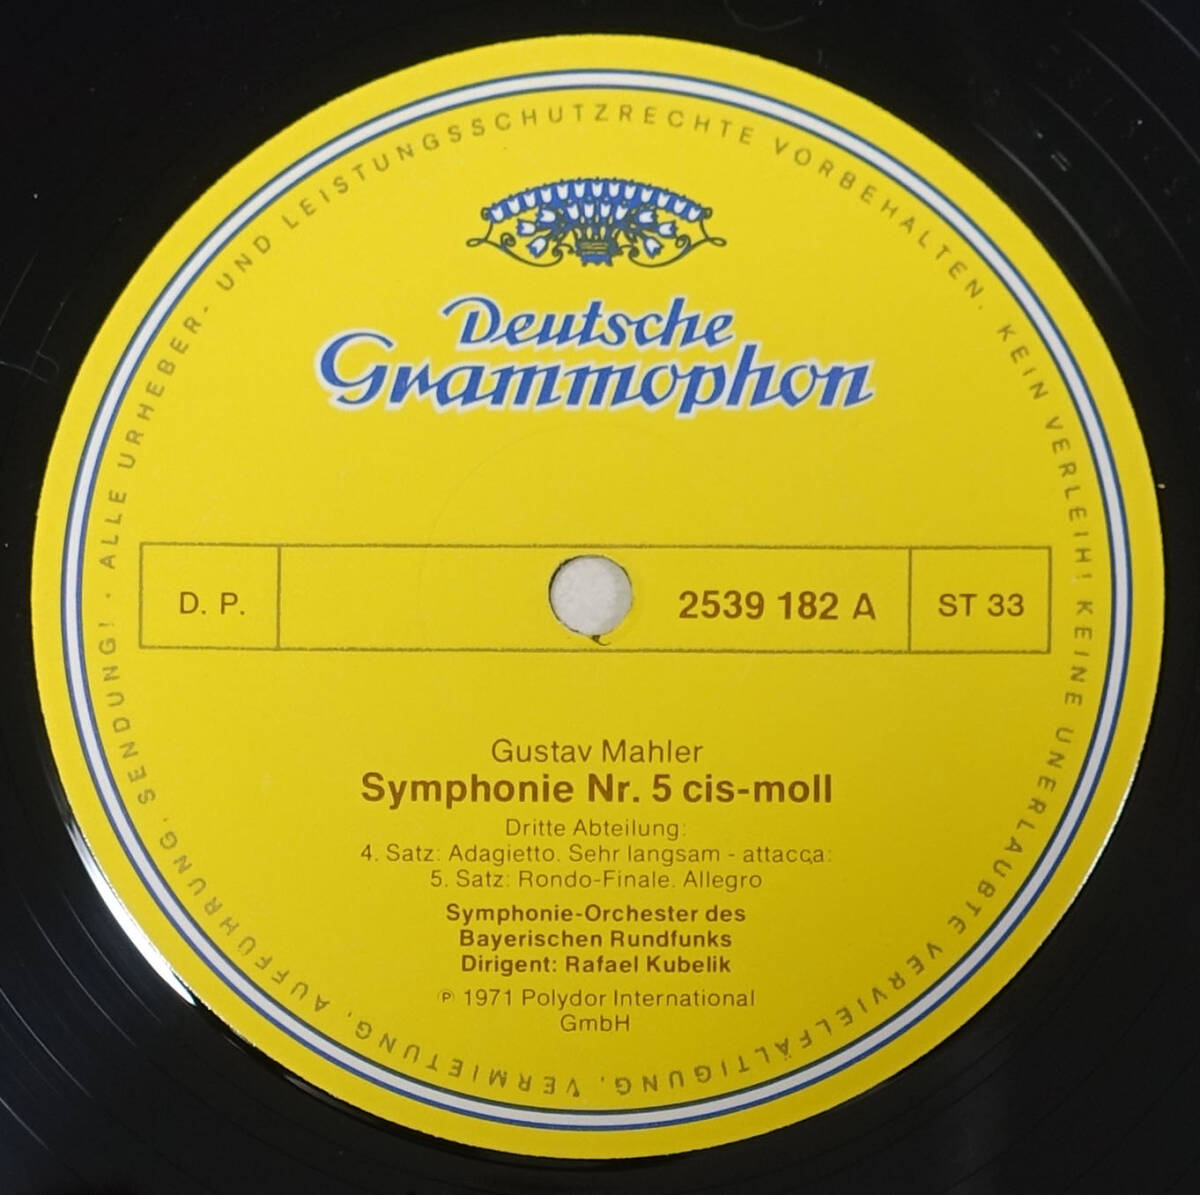 ALLE URHEBER- UND LEISTUNGSSCHUTZRECHTE VORBEHALTEN. KEIN VERLEIH! KEINE UNERLAUBTE VERVIELFÄLTIGUNG, VERMIETUNG, AUFFÜHRUNG, SENDUNG! ·
Deutsche
Grammophon
D. P.
2539 182 A
ST 33
Gustav Mahler
Symphonie Nr. 5 cis-moll
Dritte Abteilung:
4. Satz: Adagietto. Sehr langsam - attacca:
5. Satz: Rondo-Finale. Allegro
Symphonie-Orchester des
Bayerischen Rundfunks
Dirigent: Rafael Kubelik
℗ 1971 Polydor International
GmbH